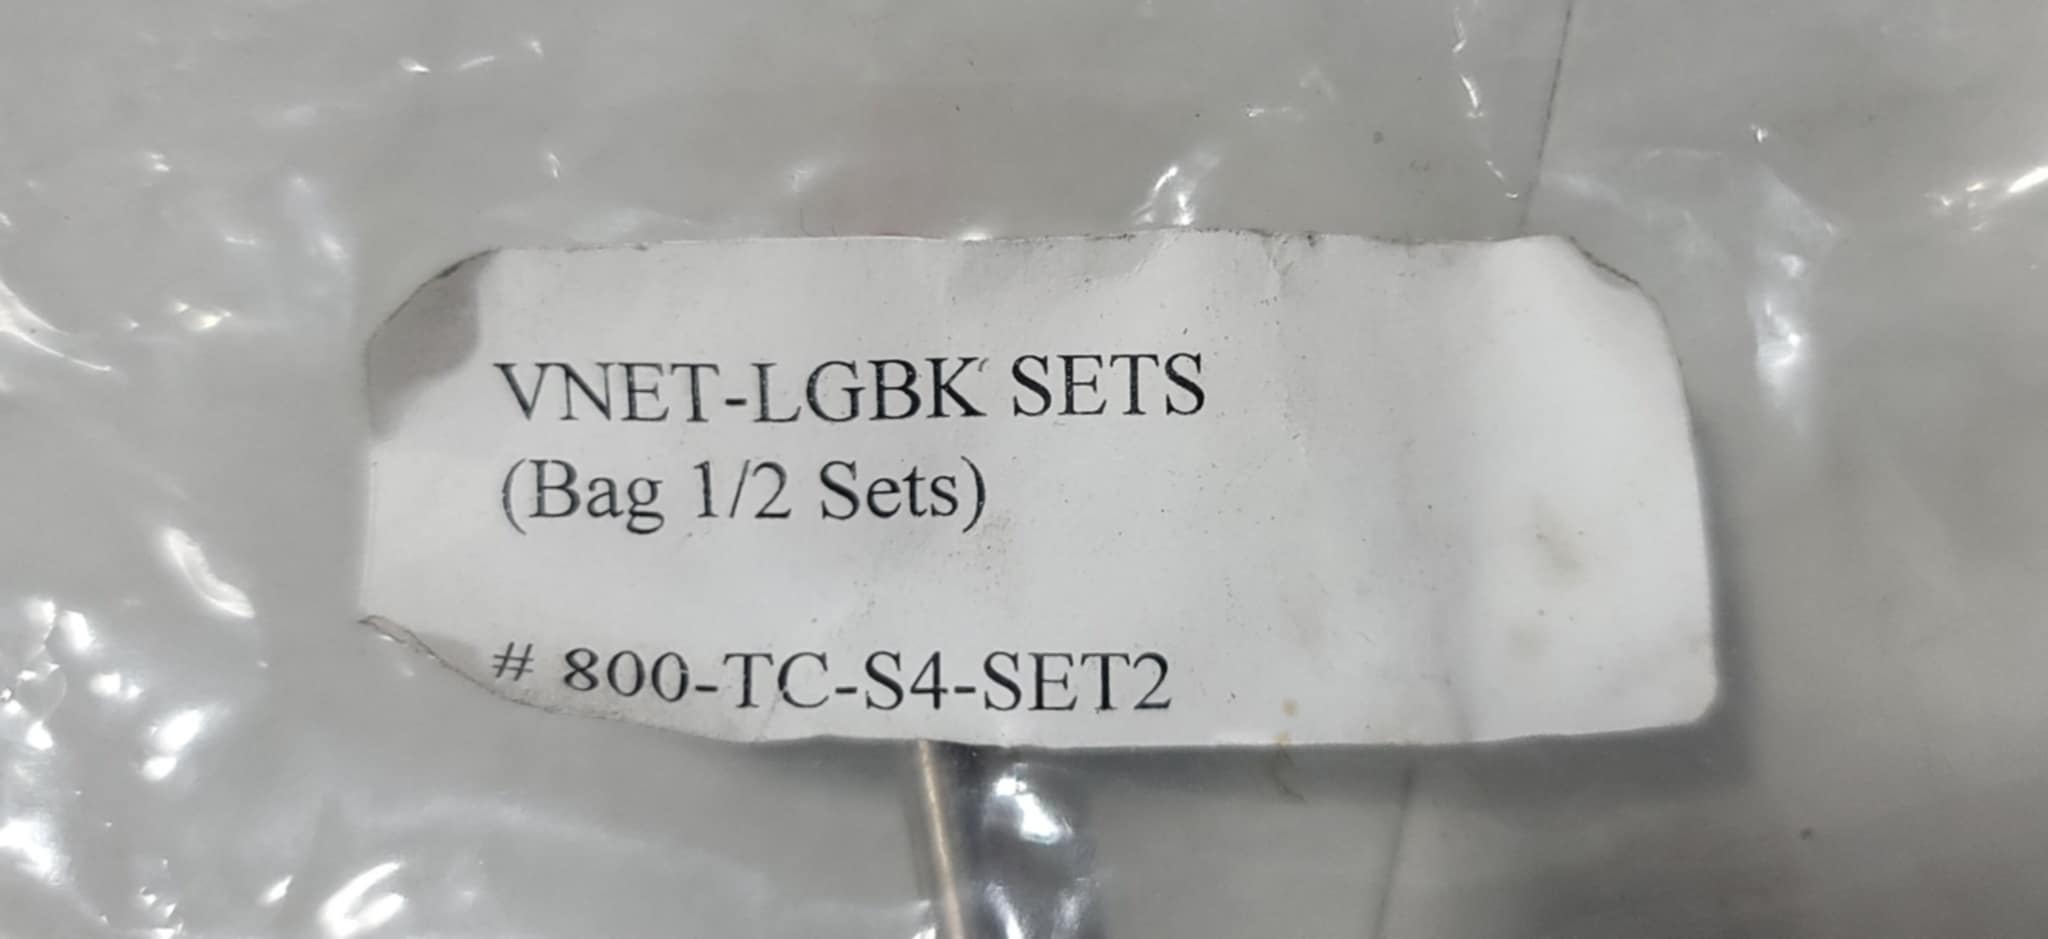 VNET-LGBK SETS
(Bag 1/2 Sets)
# 800-TC-S4-SET2